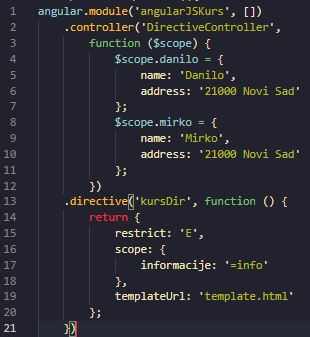 1 angular.module('angularJSKurs', [])
2     .controller('DirectiveController',
3         function ($scope) {
4             $scope.danilo = {
5                 name: 'Danilo',
6                 address: '21000 Novi Sad'
7             };
8             $scope.mirko = {
9                 name: 'Mirko',
10                 address: '21000 Novi Sad'
11             };
12         })
13     .directive('kursDir', function () {
14         return {
15             restrict: 'E',
16             scope: {
17                 informacije: '=info'
18             },
19             templateUrl: 'template.html'
20         };
21     })